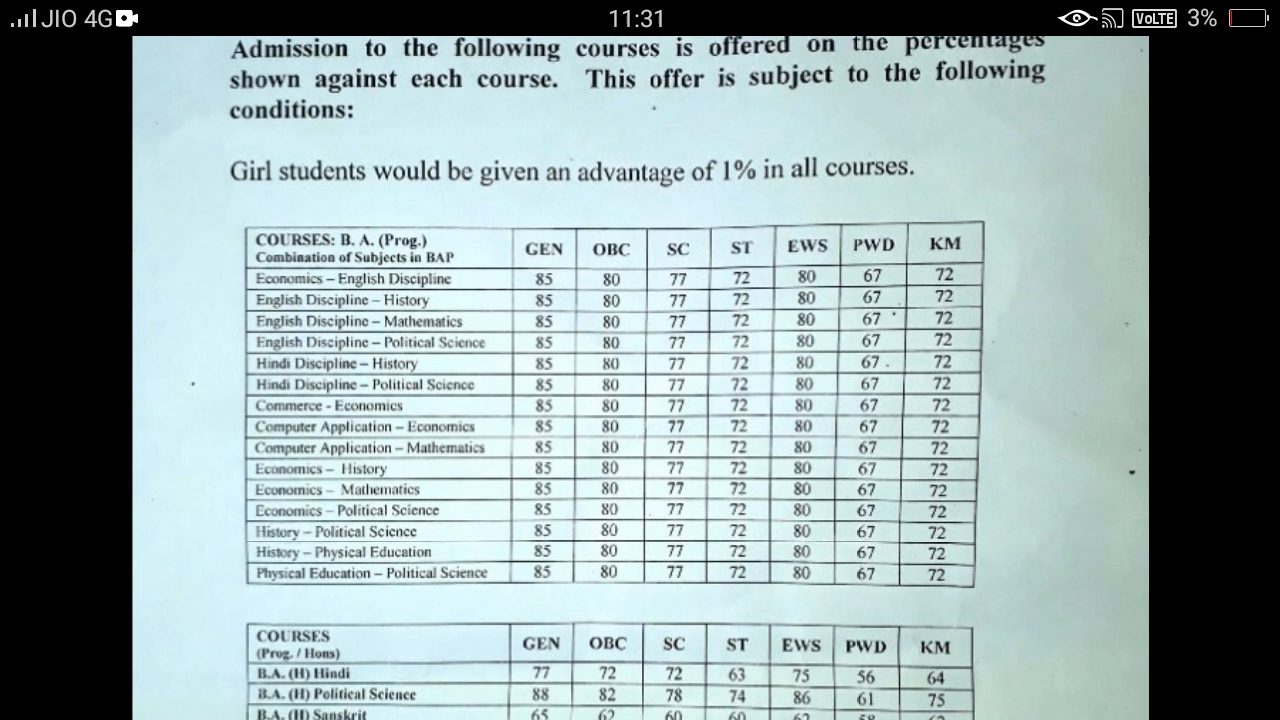 JIO 4G 11:31 VoLTE 3%
Admission to the following courses is offered on the percentages
shown against each course. This offer is subject to the following
conditions:
Girl students would be given an advantage of 1% in all courses.
COURSES: B. A. (Prog.)
Combination of Subjects in BAP GEN OBC SC ST EWS PWD KM
Economics – English Discipline 85 80 77 72 80 67 72
English Discipline – History 85 80 77 72 80 67 72
English Discipline – Mathematics 85 80 77 72 80 67 72
English Discipline – Political Science 85 80 77 72 80 67 72
Hindi Discipline – History 85 80 77 72 80 67 72
Hindi Discipline – Political Science 85 80 77 72 80 67 72
Commerce - Economics 85 80 77 72 80 67 72
Computer Application – Economics 85 80 77 72 80 67 72
Computer Application – Mathematics 85 80 77 72 80 67 72
Economics – History 85 80 77 72 80 67 72
Economics – Mathematics 85 80 77 72 80 67 72
Economics – Political Science 85 80 77 72 80 67 72
History – Political Science 85 80 77 72 80 67 72
History – Physical Education 85 80 77 72 80 67 72
Physical Education – Political Science 85 80 77 72 80 67 72
COURSES
(Prog. / Hons) GEN OBC SC ST EWS PWD KM
B.A. (H) Hindi 77 72 72 63 75 56 64
B.A. (H) Political Science 88 82 78 74 86 61 75
B.A. (H) Sanskrit 65 62 60 60